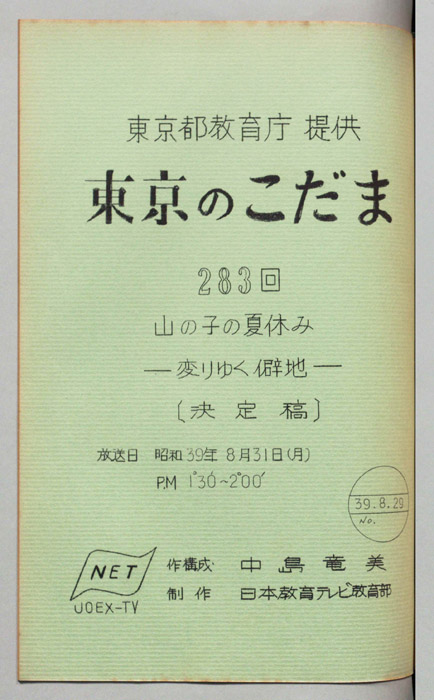 東京都教育庁 提供
東京のこだま
283回
山の子の夏休み
―変りゆく僻地―
〔決定稿〕
放送日 昭和39年8月31日(月)
P.M 1°30′~2°00′
39.8.29
No.
NET
JOEX-TV
作構成 中島竜美
制作 日本教育テレビ教育部